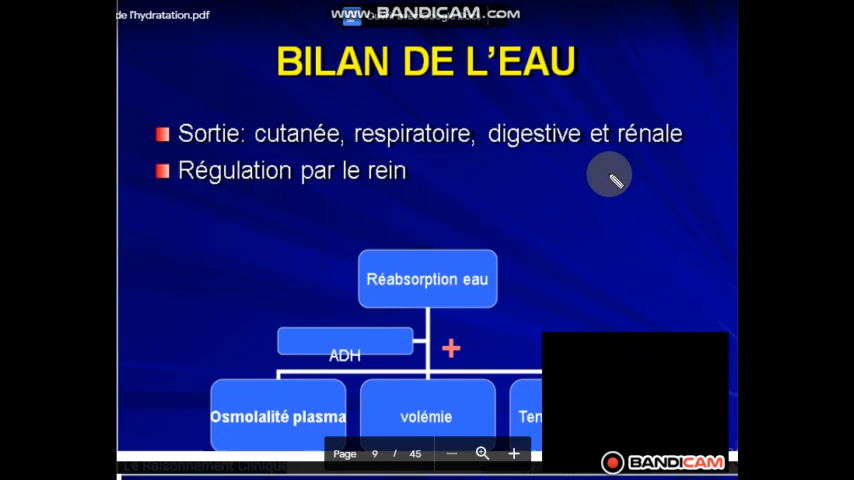 de l'hydratation.pdf
WWW.BANDICAM.COM
BILAN DE L'EAU
Sortie: cutanée, respiratoire, digestive et rénale
Régulation par le rein
Réabsorption eau
ADH
+
Osmolalité plasma
volémie
Ten
Page 9 / 45 — +
Le Raisonnement Clinique
BANDICAM